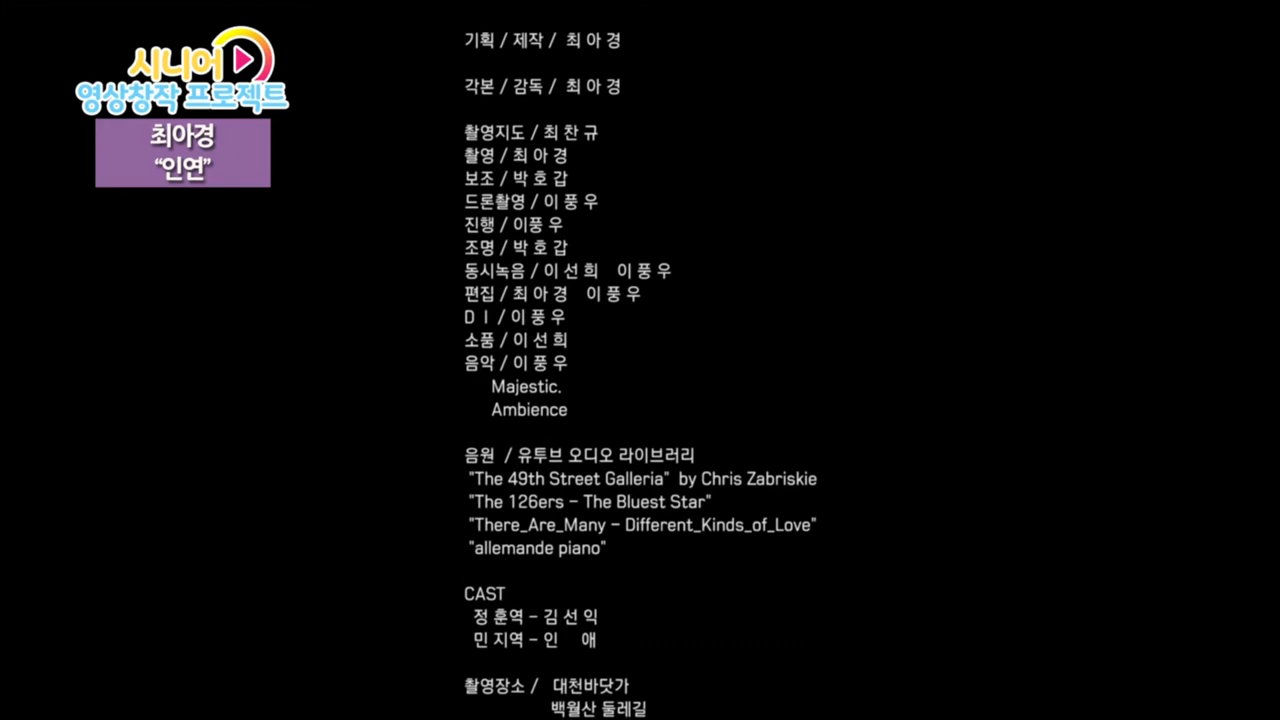 시니어
영상창작 프로젝트
최아경
“인연”
기획 / 제작 / 최 아 경
각본 / 감독 / 최 아 경
촬영지도 / 최 찬 규
촬영 / 최 아 경
보조 / 박 호 갑
드론촬영 / 이 풍 우
진행 / 이풍 우
조명 / 박 호 갑
동시녹음 / 이 선 희 이 풍 우
편집 / 최 아 경 이 풍 우
D I / 이 풍 우
소품 / 이 선 희
음악 / 이 풍 우
Majestic.
Ambience
음원 / 유투브 오디오 라이브러리
"The 49th Street Galleria" by Chris Zabriskie
"The 126ers - The Bluest Star"
"There_Are_Many - Different_Kinds_of_Love"
"allemande piano"
CAST
정 훈역 - 김 선 익
민 지역 - 인 애
촬영장소 / 대천바닷가
백월산 둘레길